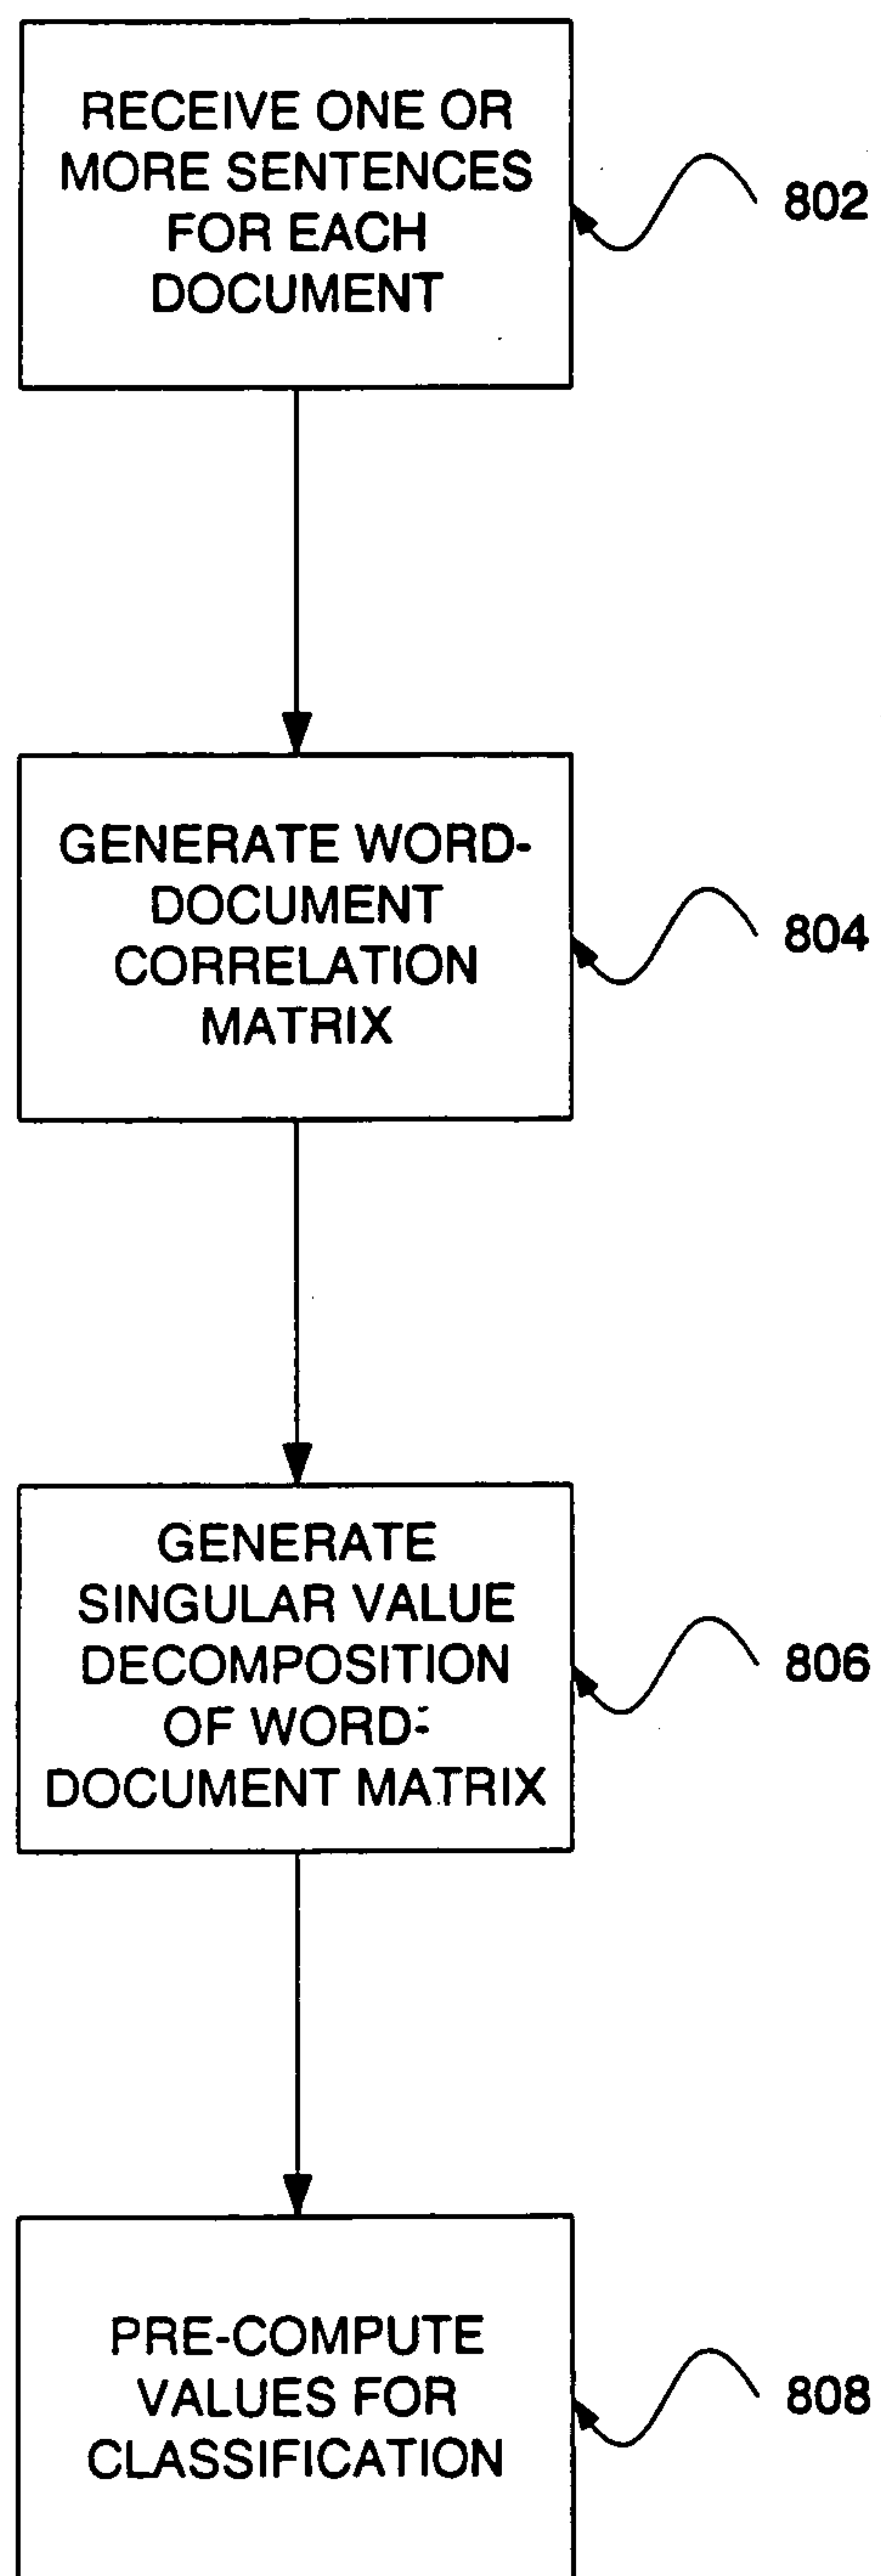 RECEIVE ONE OR
MORE SENTENCES
FOR EACH
DOCUMENT
802
GENERATE WORD-
DOCUMENT
CORRELATION
MATRIX
804
GENERATE
SINGULAR VALUE
DECOMPOSITION
OF WORD-
DOCUMENT MATRIX
806
PRE-COMPUTE
VALUES FOR
CLASSIFICATION
808